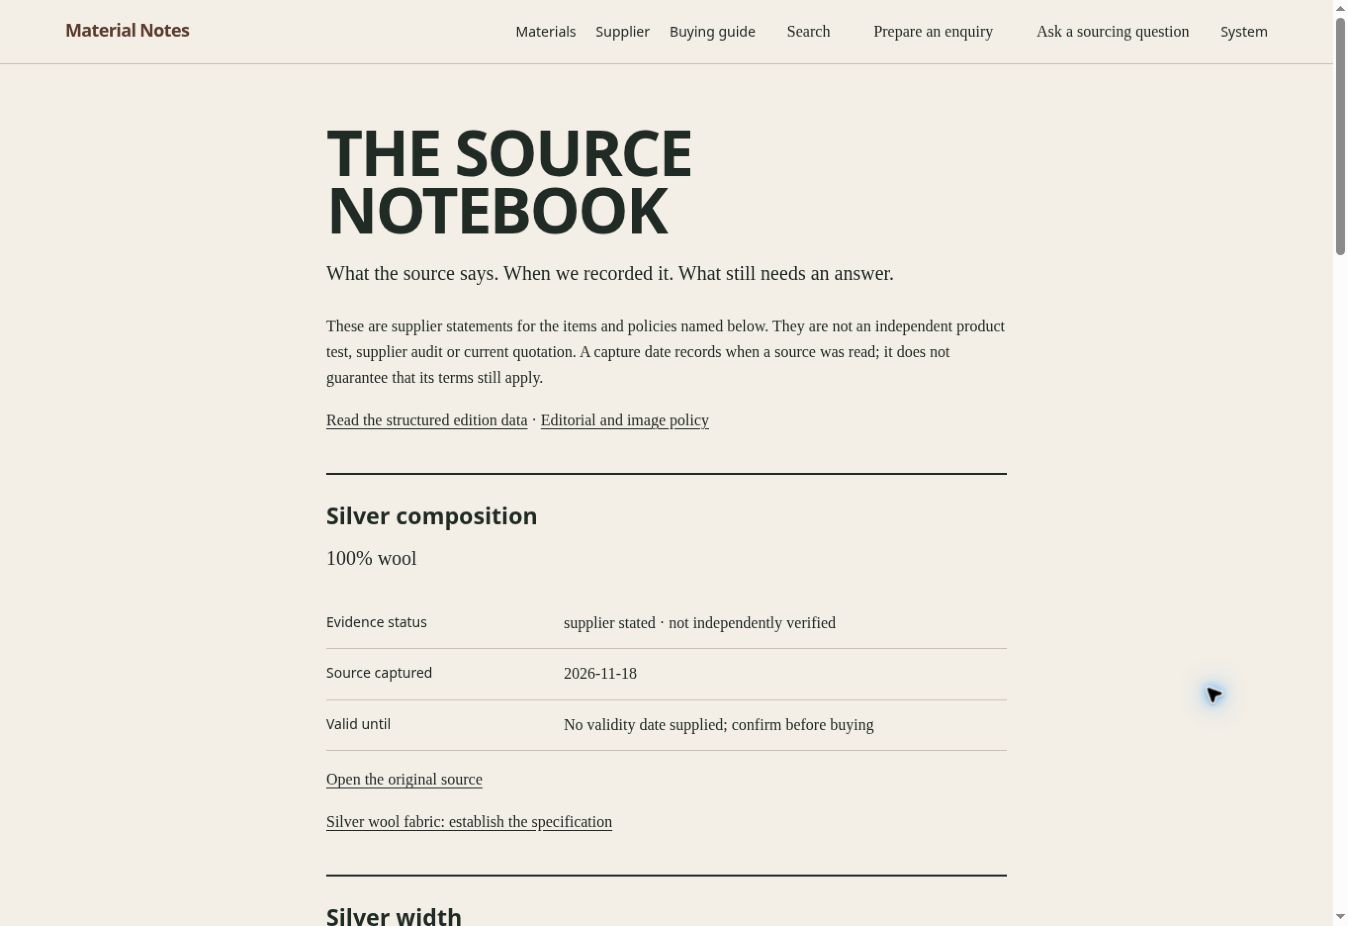 Material Notes
Materials Supplier Buying guide Search Prepare an enquiry Ask a sourcing question System
THE SOURCE
NOTEBOOK
What the source says. When we recorded it. What still needs an answer.
These are supplier statements for the items and policies named below. They are not an independent product
test, supplier audit or current quotation. A capture date records when a source was read; it does not
guarantee that its terms still apply.
Read the structured edition data · Editorial and image policy
Silver composition
100% wool
Evidence status supplier stated · not independently verified
Source captured 2026-11-18
Valid until No validity date supplied; confirm before buying
Open the original source
Silver wool fabric: establish the specification
Silver width